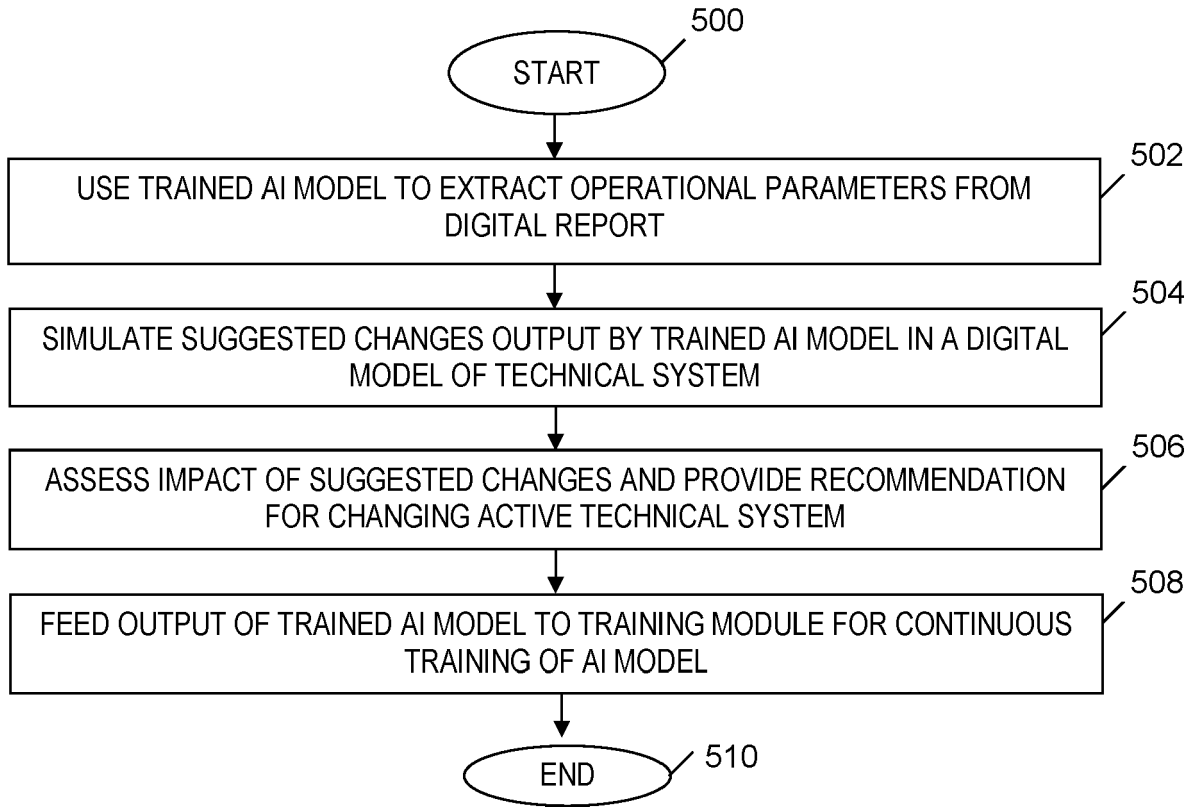 500
START
502
USE TRAINED AI MODEL TO EXTRACT OPERATIONAL PARAMETERS FROM
DIGITAL REPORT
504
SIMULATE SUGGESTED CHANGES OUTPUT BY TRAINED AI MODEL IN A DIGITAL
MODEL OF TECHNICAL SYSTEM
506
ASSESS IMPACT OF SUGGESTED CHANGES AND PROVIDE RECOMMENDATION
FOR CHANGING ACTIVE TECHNICAL SYSTEM
508
FEED OUTPUT OF TRAINED AI MODEL TO TRAINING MODULE FOR CONTINUOUS
TRAINING OF AI MODEL
510
END